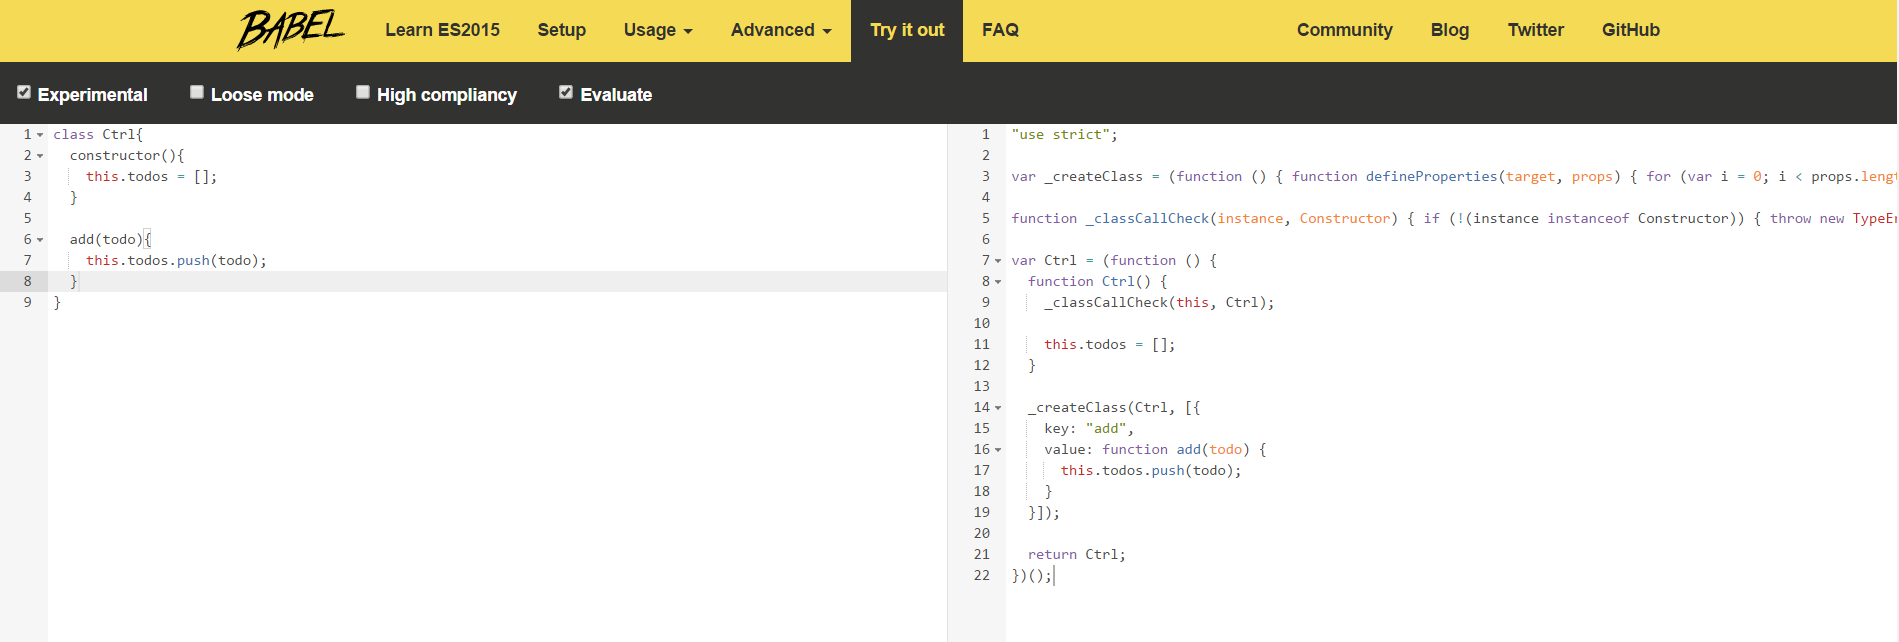 BABEL Learn ES2015 Setup Usage Advanced Try it out FAQ Community Blog Twitter GitHub
Experimental Loose mode High compliancy Evaluate
1 class Ctrl{
2 constructor(){
3 this.todos = [];
4 }
5
6 add(todo){
7 this.todos.push(todo);
8 }
9 }
1 "use strict";
2
3 var _createClass = (function () { function defineProperties(target, props) { for (var i = 0; i < props.lengt
4
5 function _classCallCheck(instance, Constructor) { if (!(instance instanceof Constructor)) { throw new TypeEr
6
7 var Ctrl = (function () {
8 function Ctrl() {
9 _classCallCheck(this, Ctrl);
10
11 this.todos = [];
12 }
13
14 _createClass(Ctrl, [{
15 key: "add",
16 value: function add(todo) {
17 this.todos.push(todo);
18 }
19 }]);
20
21 return Ctrl;
22 })();